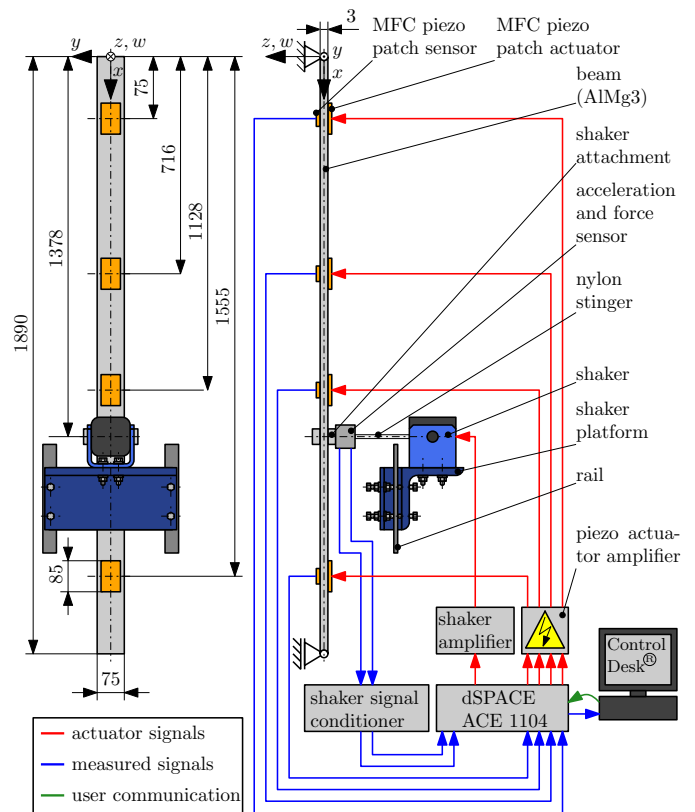 3
MFC piezo
patch sensor
MFC piezo
patch actuator
y
z, w
x
z, w
y
x
beam
(AlMg3)
75
shaker
attachment
716
acceleration
and force
sensor
1128
1378
nylon
stinger
1555
1890
shaker
shaker
platform
rail
85
piezo actua-
tor amplifier
shaker
amplifier
Control
Desk®
75
shaker signal
conditioner
dSPACE
ACE 1104
actuator signals
measured signals
user communication